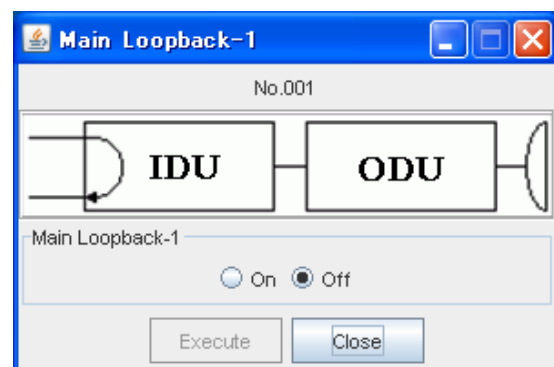 Main Loopback-1
No.001
IDU ODU
Main Loopback-1
On Off
Execute Close